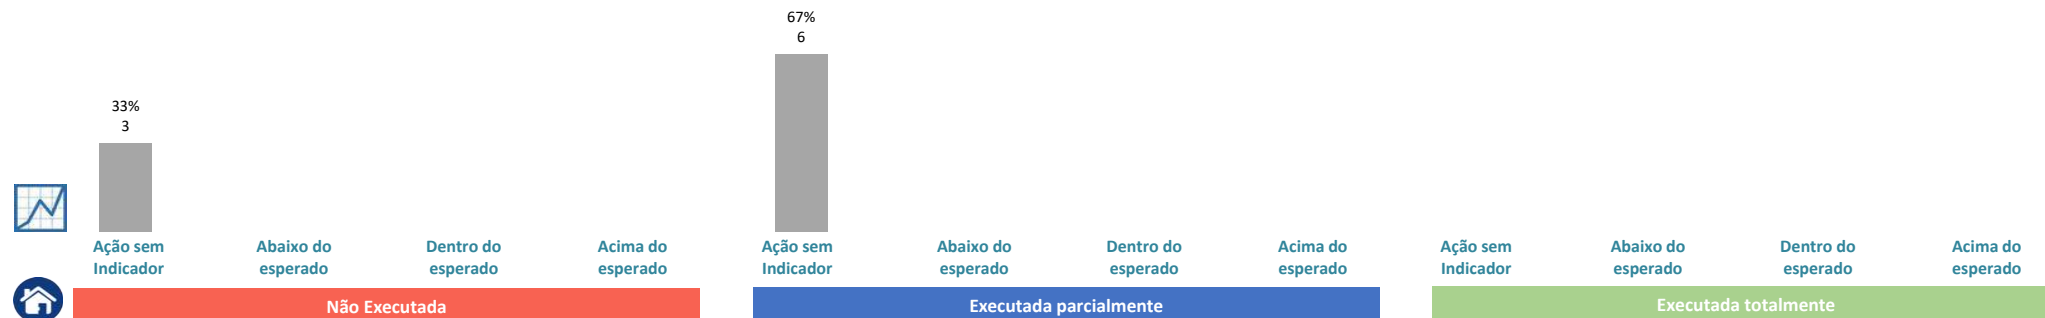 67%
6
33%
3
Ação sem Indicador
Abaixo do esperado
Dentro do esperado
Acima do esperado
Ação sem Indicador
Abaixo do esperado
Dentro do esperado
Acima do esperado
Ação sem Indicador
Abaixo do esperado
Dentro do esperado
Acima do esperado
Não Executada
Executada parcialmente
Executada totalmente